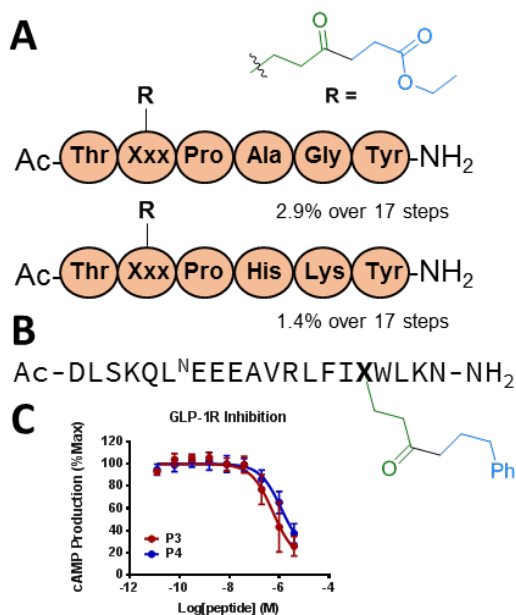 A
O
O
O
R =
R
Ac-Thr Xxx Pro Ala Gly Tyr-NH2
2.9% over 17 steps
R
Ac-Thr Xxx Pro His Lys Tyr-NH2
1.4% over 17 steps
B
Ac-DLSKQLᴺEEEAVRLFIXWLKN-NH2
O
Ph
C
GLP-1R Inhibition
cAMP Production (%Max)
120
100
80
60
40
20
0
P3
P4
-12 -10 -8 -6 -4
Log[peptide] (M)